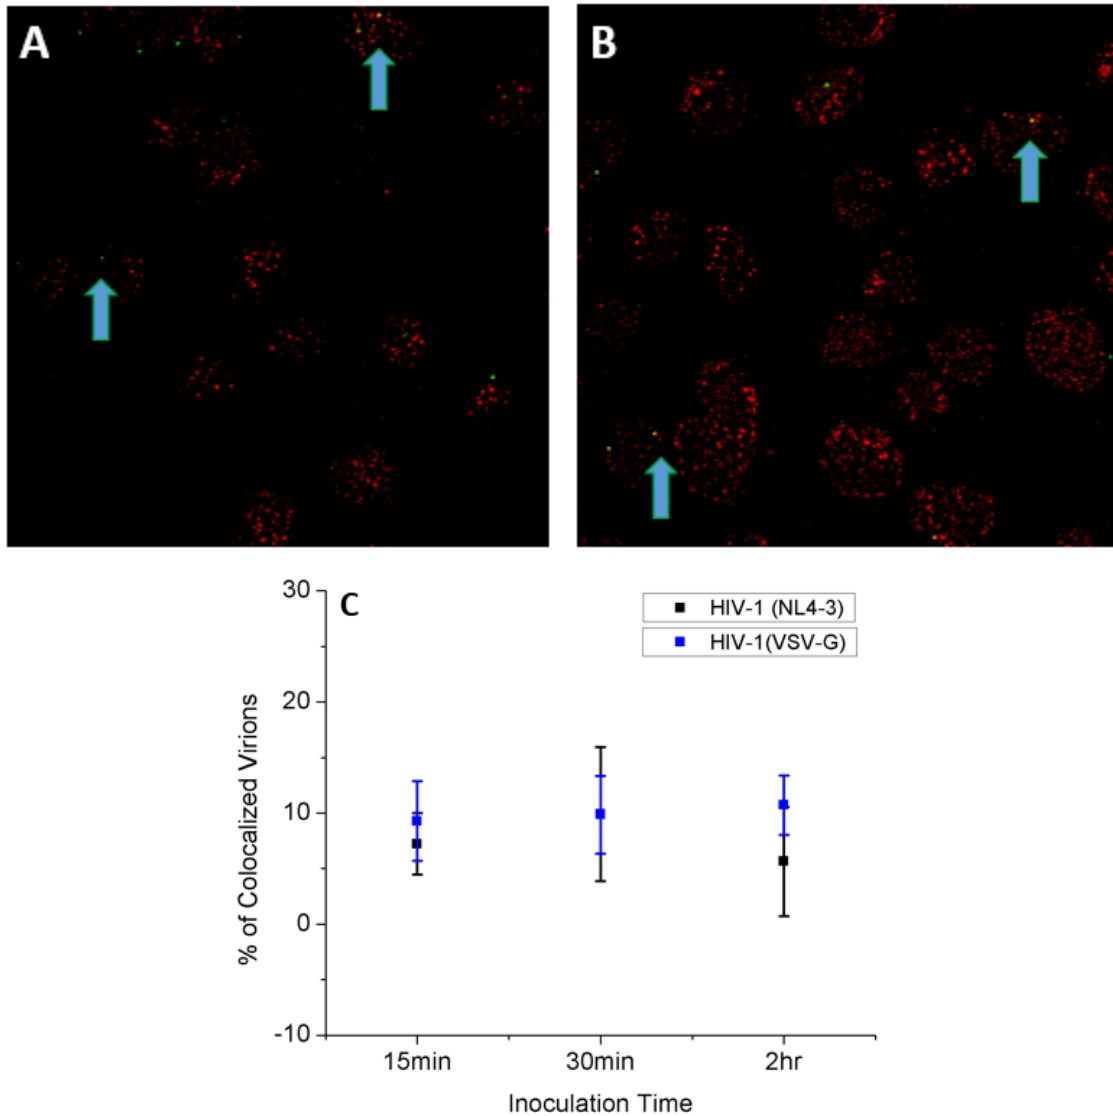 A
B
C
30
20
10
0
-10
% of Colocalized Virions
HIV-1 (NL4-3)
HIV-1(VSV-G)
15min
30min
2hr
Inoculation Time